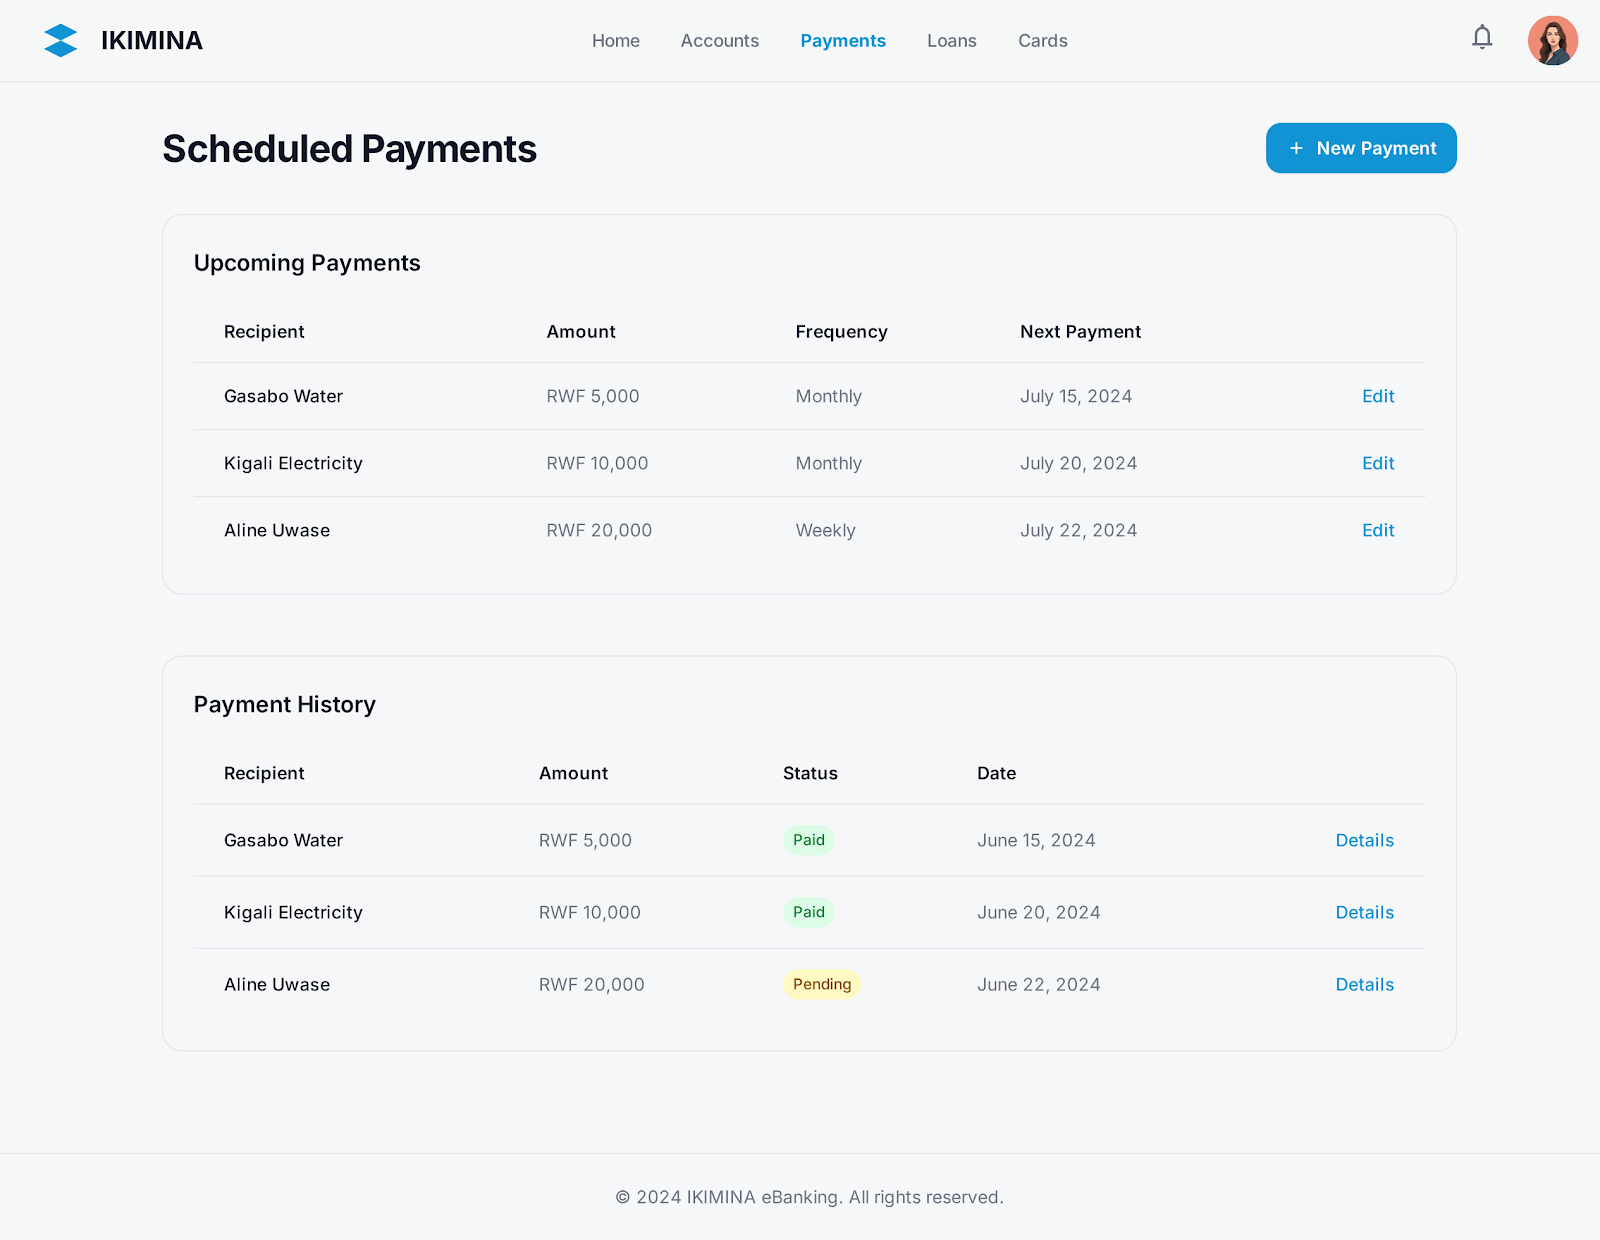 IKIMINA
Home Accounts Payments Loans Cards
Scheduled Payments
+ New Payment
Upcoming Payments
Recipient Amount Frequency Next Payment
Gasabo Water RWF 5,000 Monthly July 15, 2024 Edit
Kigali Electricity RWF 10,000 Monthly July 20, 2024 Edit
Aline Uwase RWF 20,000 Weekly July 22, 2024 Edit
Payment History
Recipient Amount Status Date
Gasabo Water RWF 5,000 Paid June 15, 2024 Details
Kigali Electricity RWF 10,000 Paid June 20, 2024 Details
Aline Uwase RWF 20,000 Pending June 22, 2024 Details
© 2024 IKIMINA eBanking. All rights reserved.